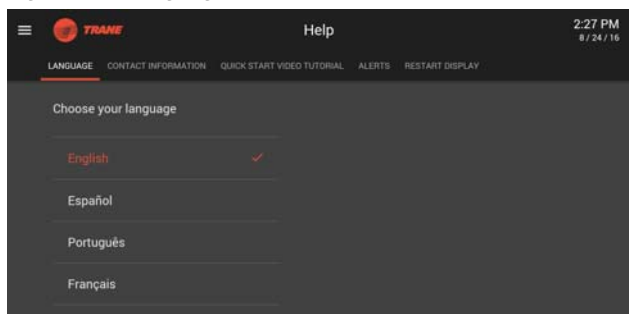 TRANE
Help
2:27 PM
8 / 24 / 16
LANGUAGE CONTACT INFORMATION QUICK START VIDEO TUTORIAL ALERTS RESTART DISPLAY
Choose your language
English
Español
Português
Français